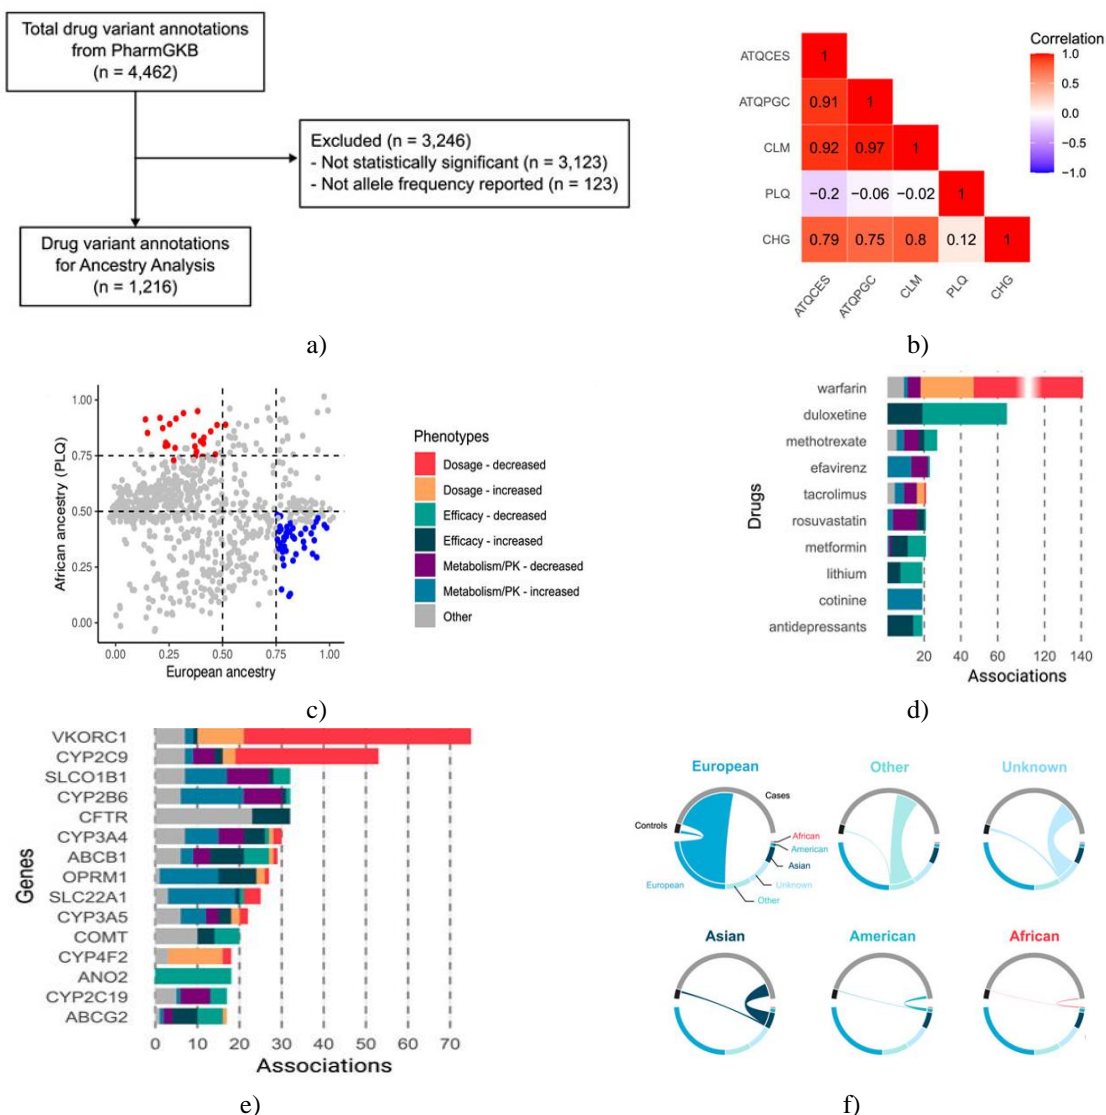 Total drug variant annotations
from PharmGKB
(n = 4,462)
Excluded (n = 3,246)
- Not statistically significant (n = 3,123)
- Not allele frequency reported (n = 123)
Drug variant annotations
for Ancestry Analysis
(n = 1,216)
a)
Correlation
1.0
0.5
0.0
−0.5
−1.0
ATQCES 1
ATQPGC 0.91 1
CLM 0.92 0.97 1
PLQ −0.2 −0.06 −0.02 1
CHG 0.79 0.75 0.8 0.12 1
ATQCES ATQPGC CLM PLQ CHG
b)
African ancestry (PLQ)
1.00
0.75
0.50
0.25
0.00
0.00 0.25 0.50 0.75 1.00
European ancestry
Phenotypes
Dosage - decreased
Dosage - increased
Efficacy - decreased
Efficacy - increased
Metabolism/PK - decreased
Metabolism/PK - increased
Other
c)
Drugs
warfarin
duloxetine
methotrexate
efavirenz
tacrolimus
rosuvastatin
metformin
lithium
cotinine
antidepressants
20 40 60 120 140
Associations
d)
Genes
VKORC1
CYP2C9
SLCO1B1
CYP2B6
CFTR
CYP3A4
ABCB1
OPRM1
SLC22A1
CYP3A5
COMT
CYP4F2
ANO2
CYP2C19
ABCG2
0 10 20 30 40 50 60 70
Associations
e)
European Other Unknown
Cases
Controls
African
American
Asian
Unknown
Other
European
Asian American African
f)